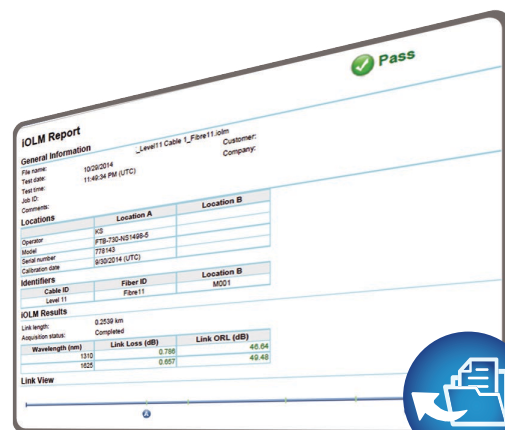 Pass
iOLM Report
General Information
File name: _Level11 Cable 1_Fibre11.iolm
Test date: 10/29/2014 Customer:
Test time: 11:49:34 PM (UTC) Company:
Job ID:
Comments:
Locations
Location A Location B
Operator KS
Model FTB-730-NS1498-5
Serial number 778143
Calibration date 9/30/2014 (UTC)
Identifiers
Cable ID Fiber ID Location B
Level 11 Fibre11 M001
iOLM Results
Link length: 0.2539 km
Acquisition status: Completed
Wavelength (nm) Link Loss (dB) Link ORL (dB)
1310 0.786 46.64
1625 0.657 49.48
Link View
A